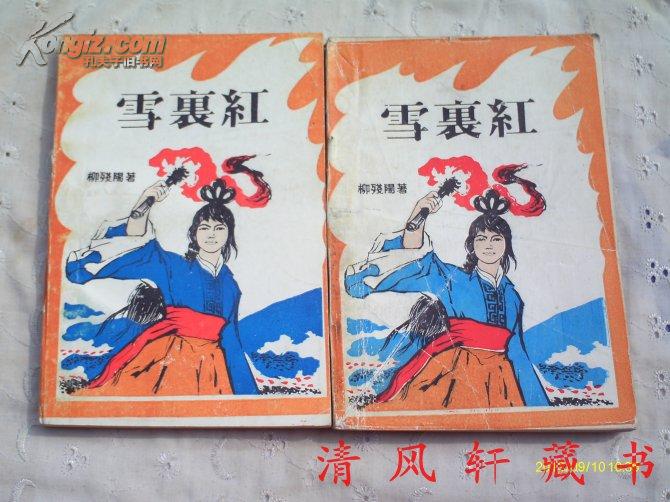 Kongfz.com
孔夫子旧书网
雪裏紅
柳殘陽著
雪裏紅
柳殘陽著
清风轩藏书